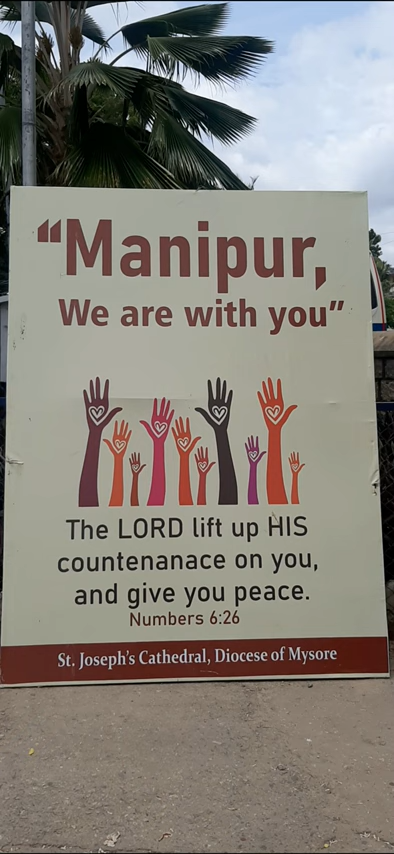 “Manipur,
We are with you”
The LORD lift up HIS
countenanace on you,
and give you peace.
Numbers 6:26
St. Joseph's Cathedral, Diocese of Mysore